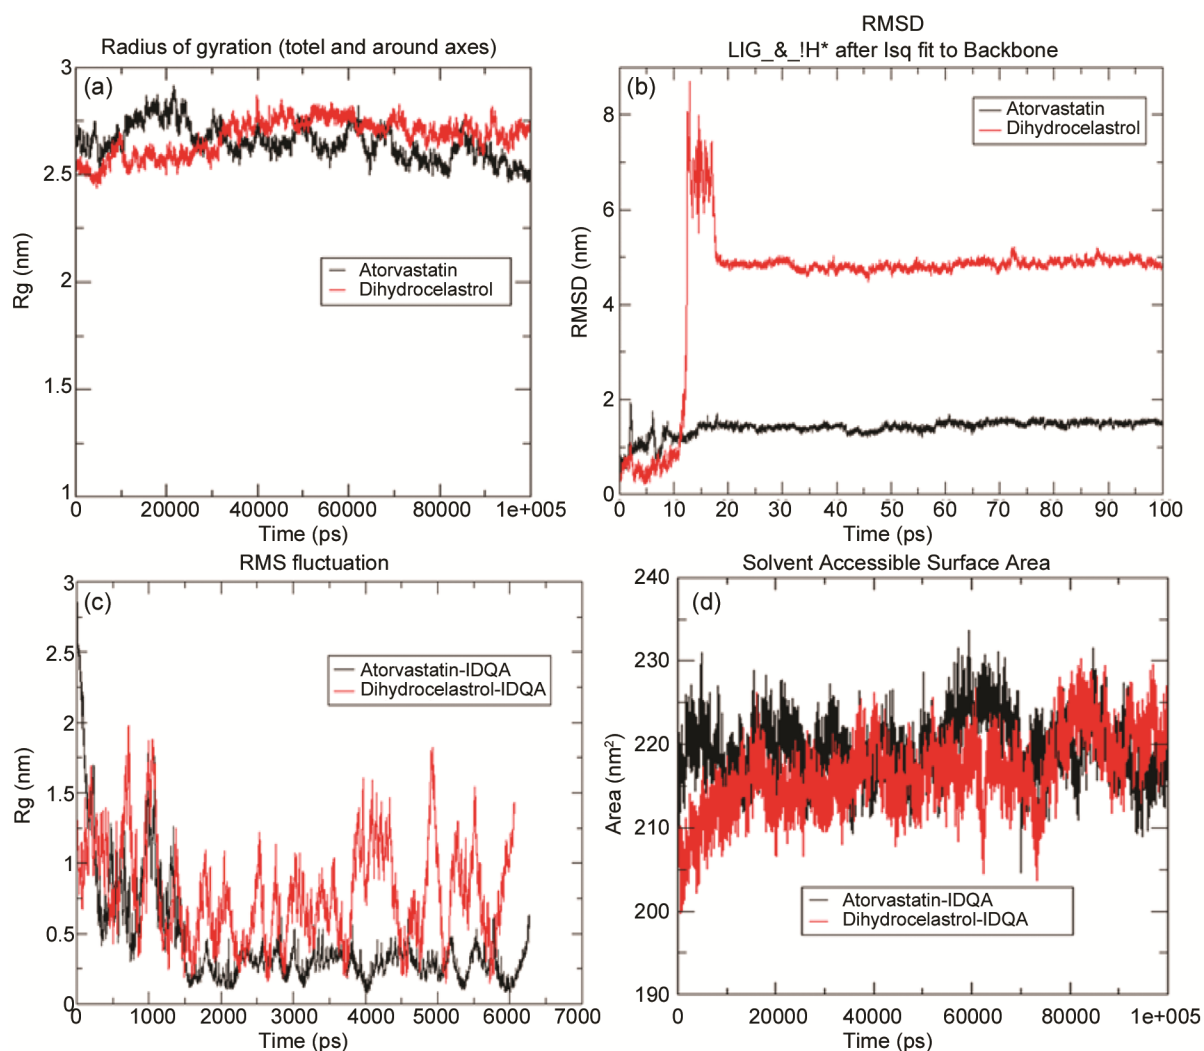 Radius of gyration (totel and around axes)
3
(a)
2.5
2
1.5
1
Rg (nm)
Atorvastatin
Dihydrocelastrol
0
20000
40000
60000
80000
1e+005
Time (ps)
RMSD
LIG_&_!H* after Isq fit to Backbone
(b)
8
6
4
2
0
RMSD (nm)
Atorvastatin
Dihydrocelastrol
0
10
20
30
40
50
60
70
80
90
100
Time (ps)
RMS fluctuation
3
(c)
2.5
2
1.5
1
0.5
0
Rg (nm)
Atorvastatin-IDQA
Dihydrocelastrol-IDQA
0
1000
2000
3000
4000
5000
6000
7000
Time (ps)
Solvent Accessible Surface Area
240
(d)
230
220
210
200
190
Area (nm²)
Atorvastatin-IDQA
Dihydrocelastrol-IDQA
0
20000
40000
60000
80000
1e+005
Time (ps)